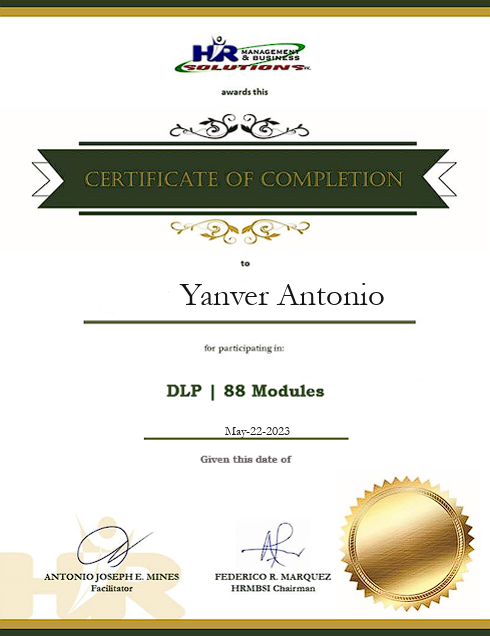 HR MANAGEMENT
& BUSINESS
SOLUTIONS
awards this
CERTIFICATE OF COMPLETION
to
Yanver Antonio
for participating in:
DLP | 88 Modules
May-22-2023
Given this date of
HR
ANTONIO JOSEPH E. MINES
Facilitator
FEDERICO R. MARQUEZ
HRMBSI Chairman